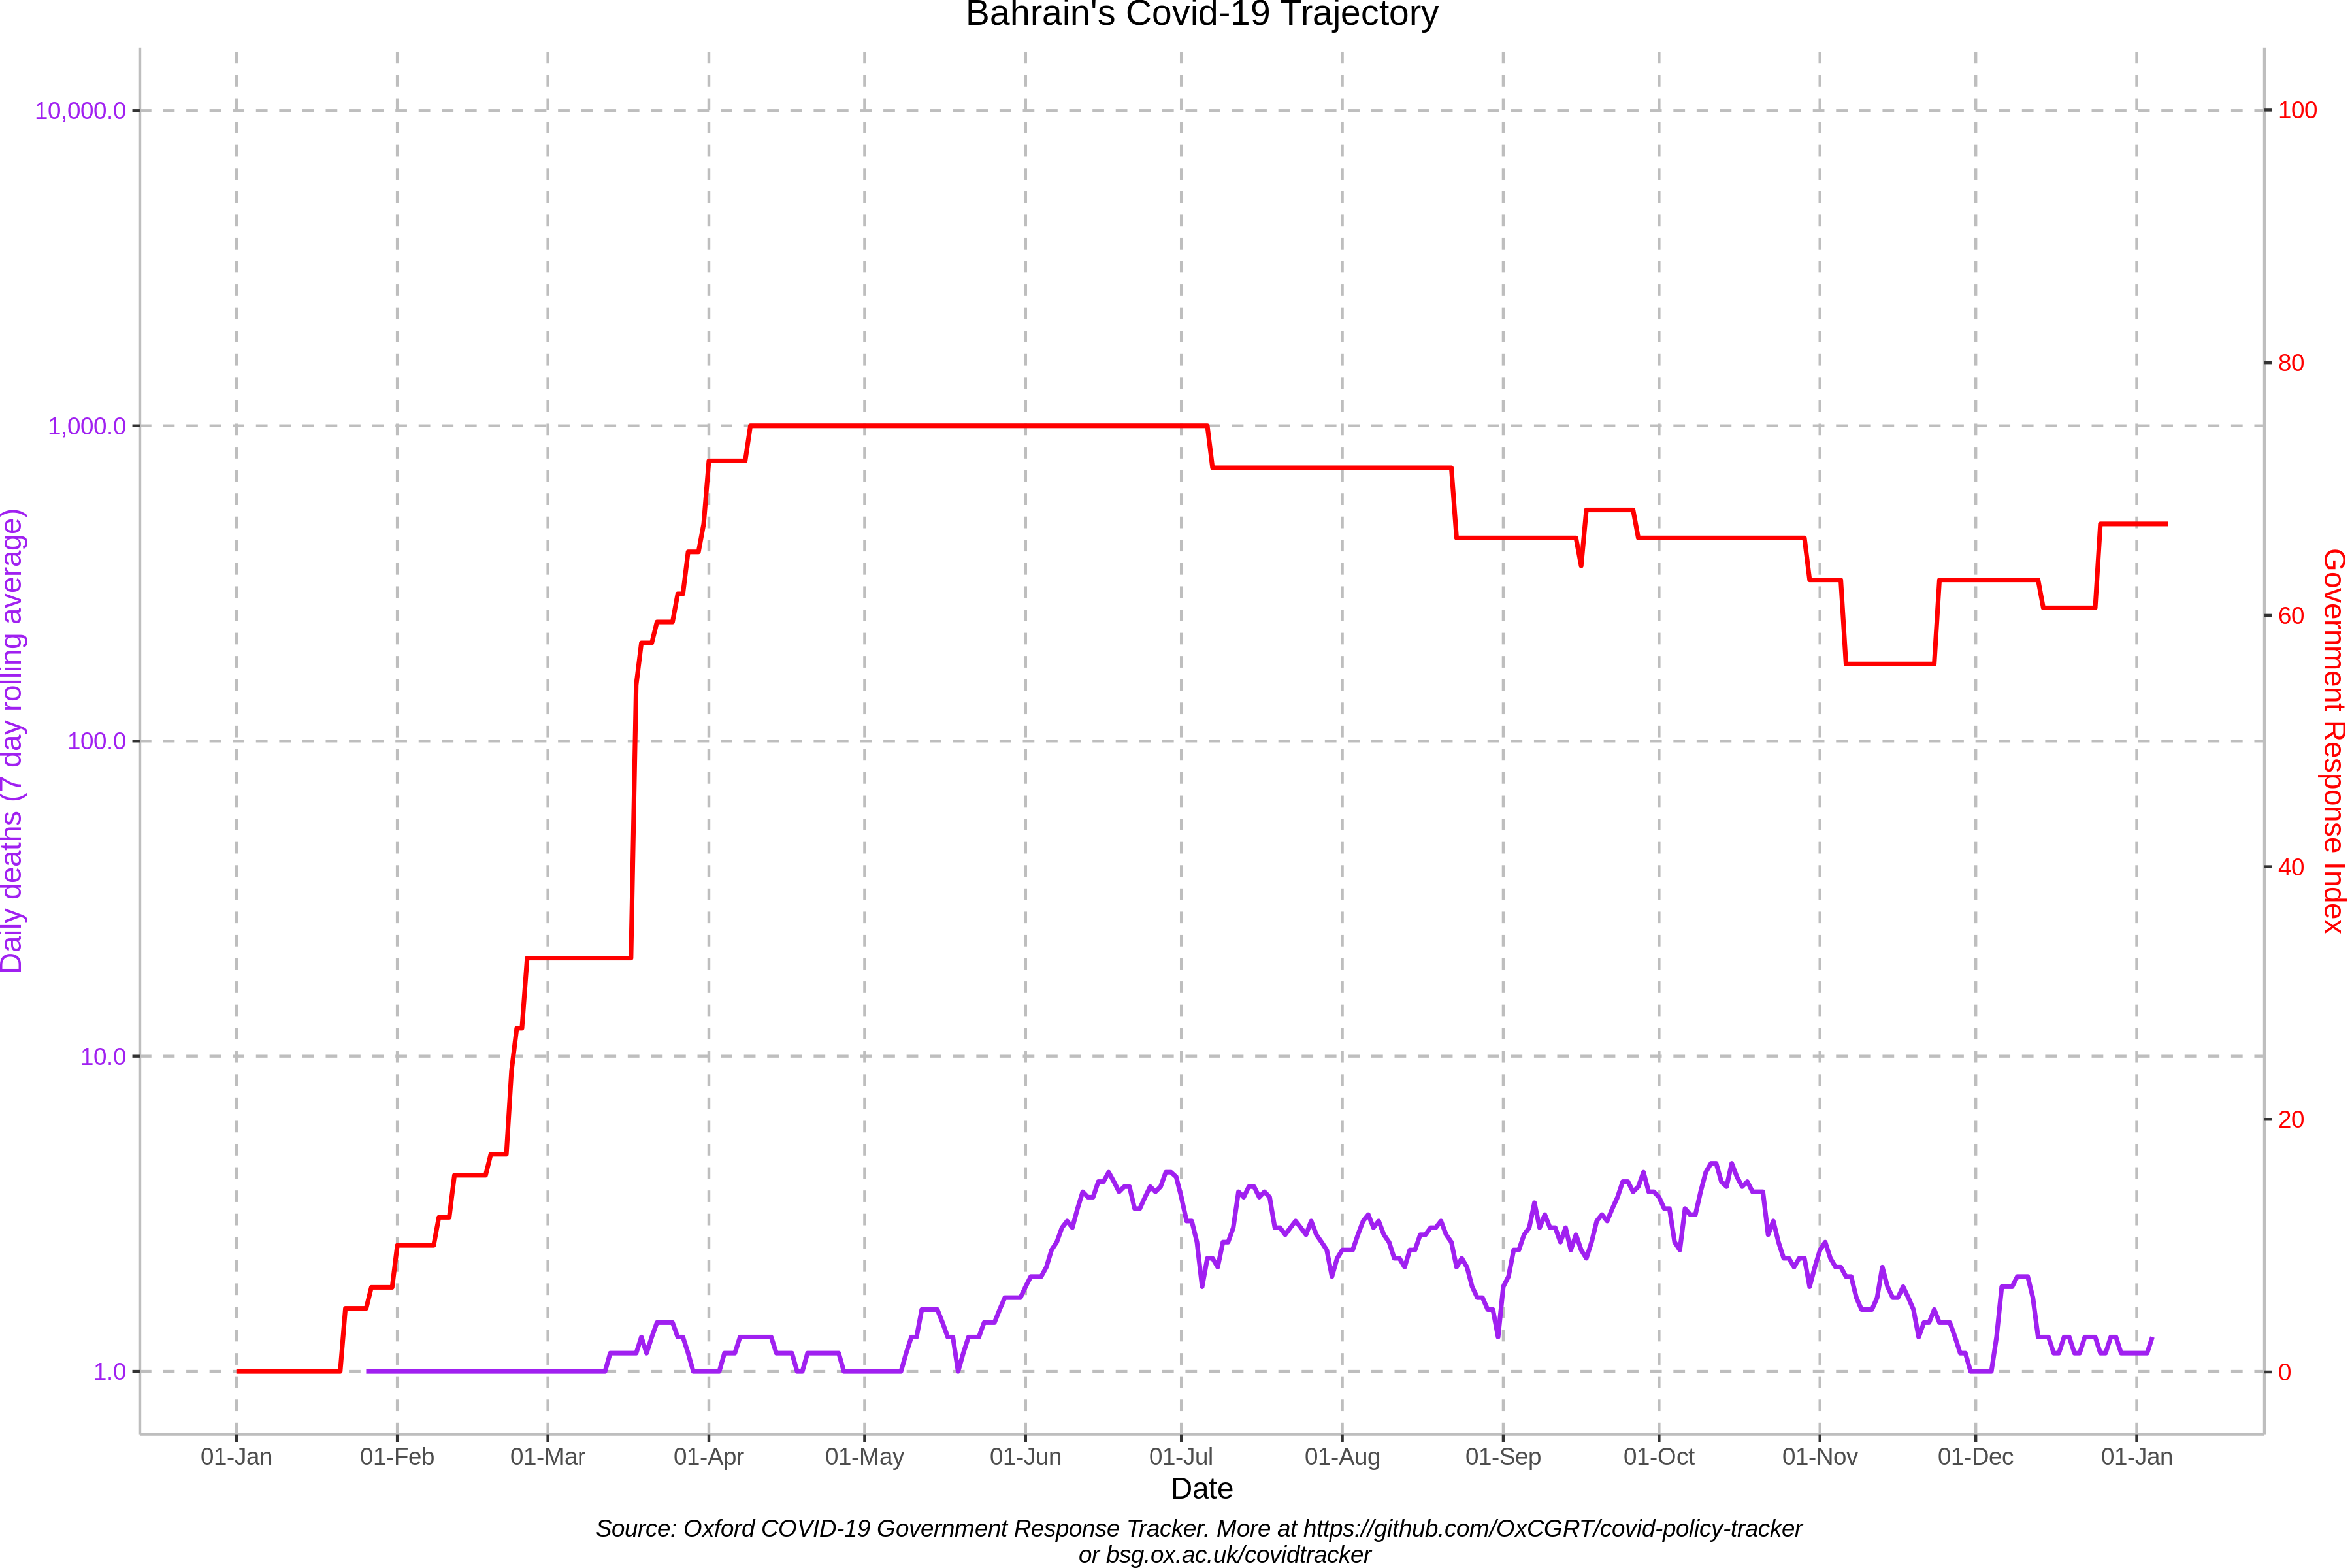 Bahrain's Covid-19 Trajectory
10,000.0
1,000.0
100.0
10.0
1.0
Daily deaths (7 day rolling average)
100
80
60
40
20
0
Government Response Index
01-Jan 01-Feb 01-Mar 01-Apr 01-May 01-Jun 01-Jul 01-Aug 01-Sep 01-Oct 01-Nov 01-Dec 01-Jan
Date
Source: Oxford COVID-19 Government Response Tracker. More at https://github.com/OxCGRT/covid-policy-tracker
or bsg.ox.ac.uk/covidtracker